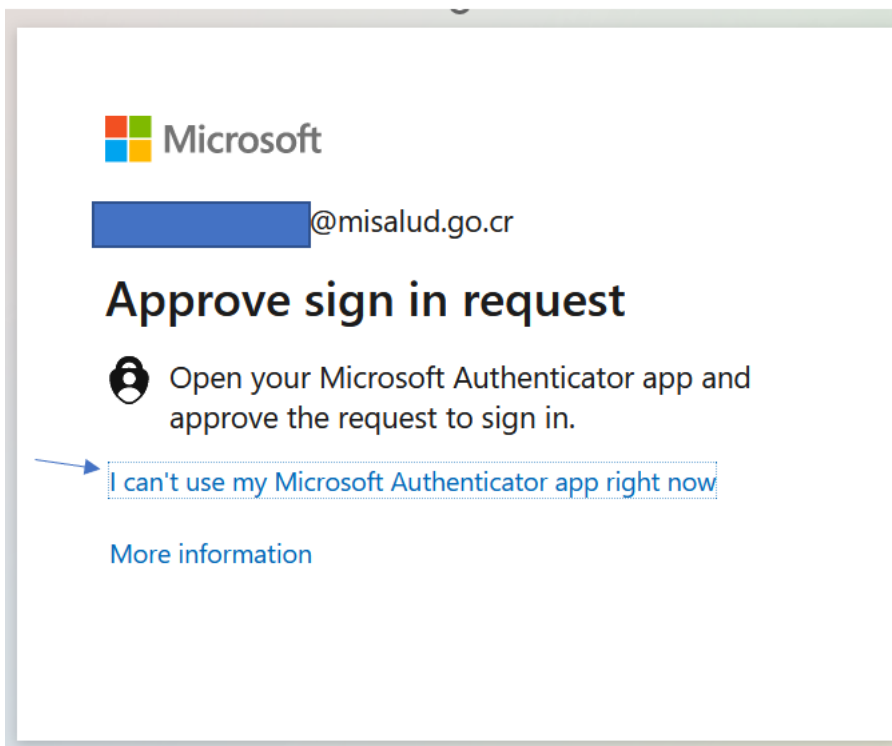 Microsoft
@misalud.go.cr
Approve sign in request
Open your Microsoft Authenticator app and
approve the request to sign in.
I can't use my Microsoft Authenticator app right now
More information